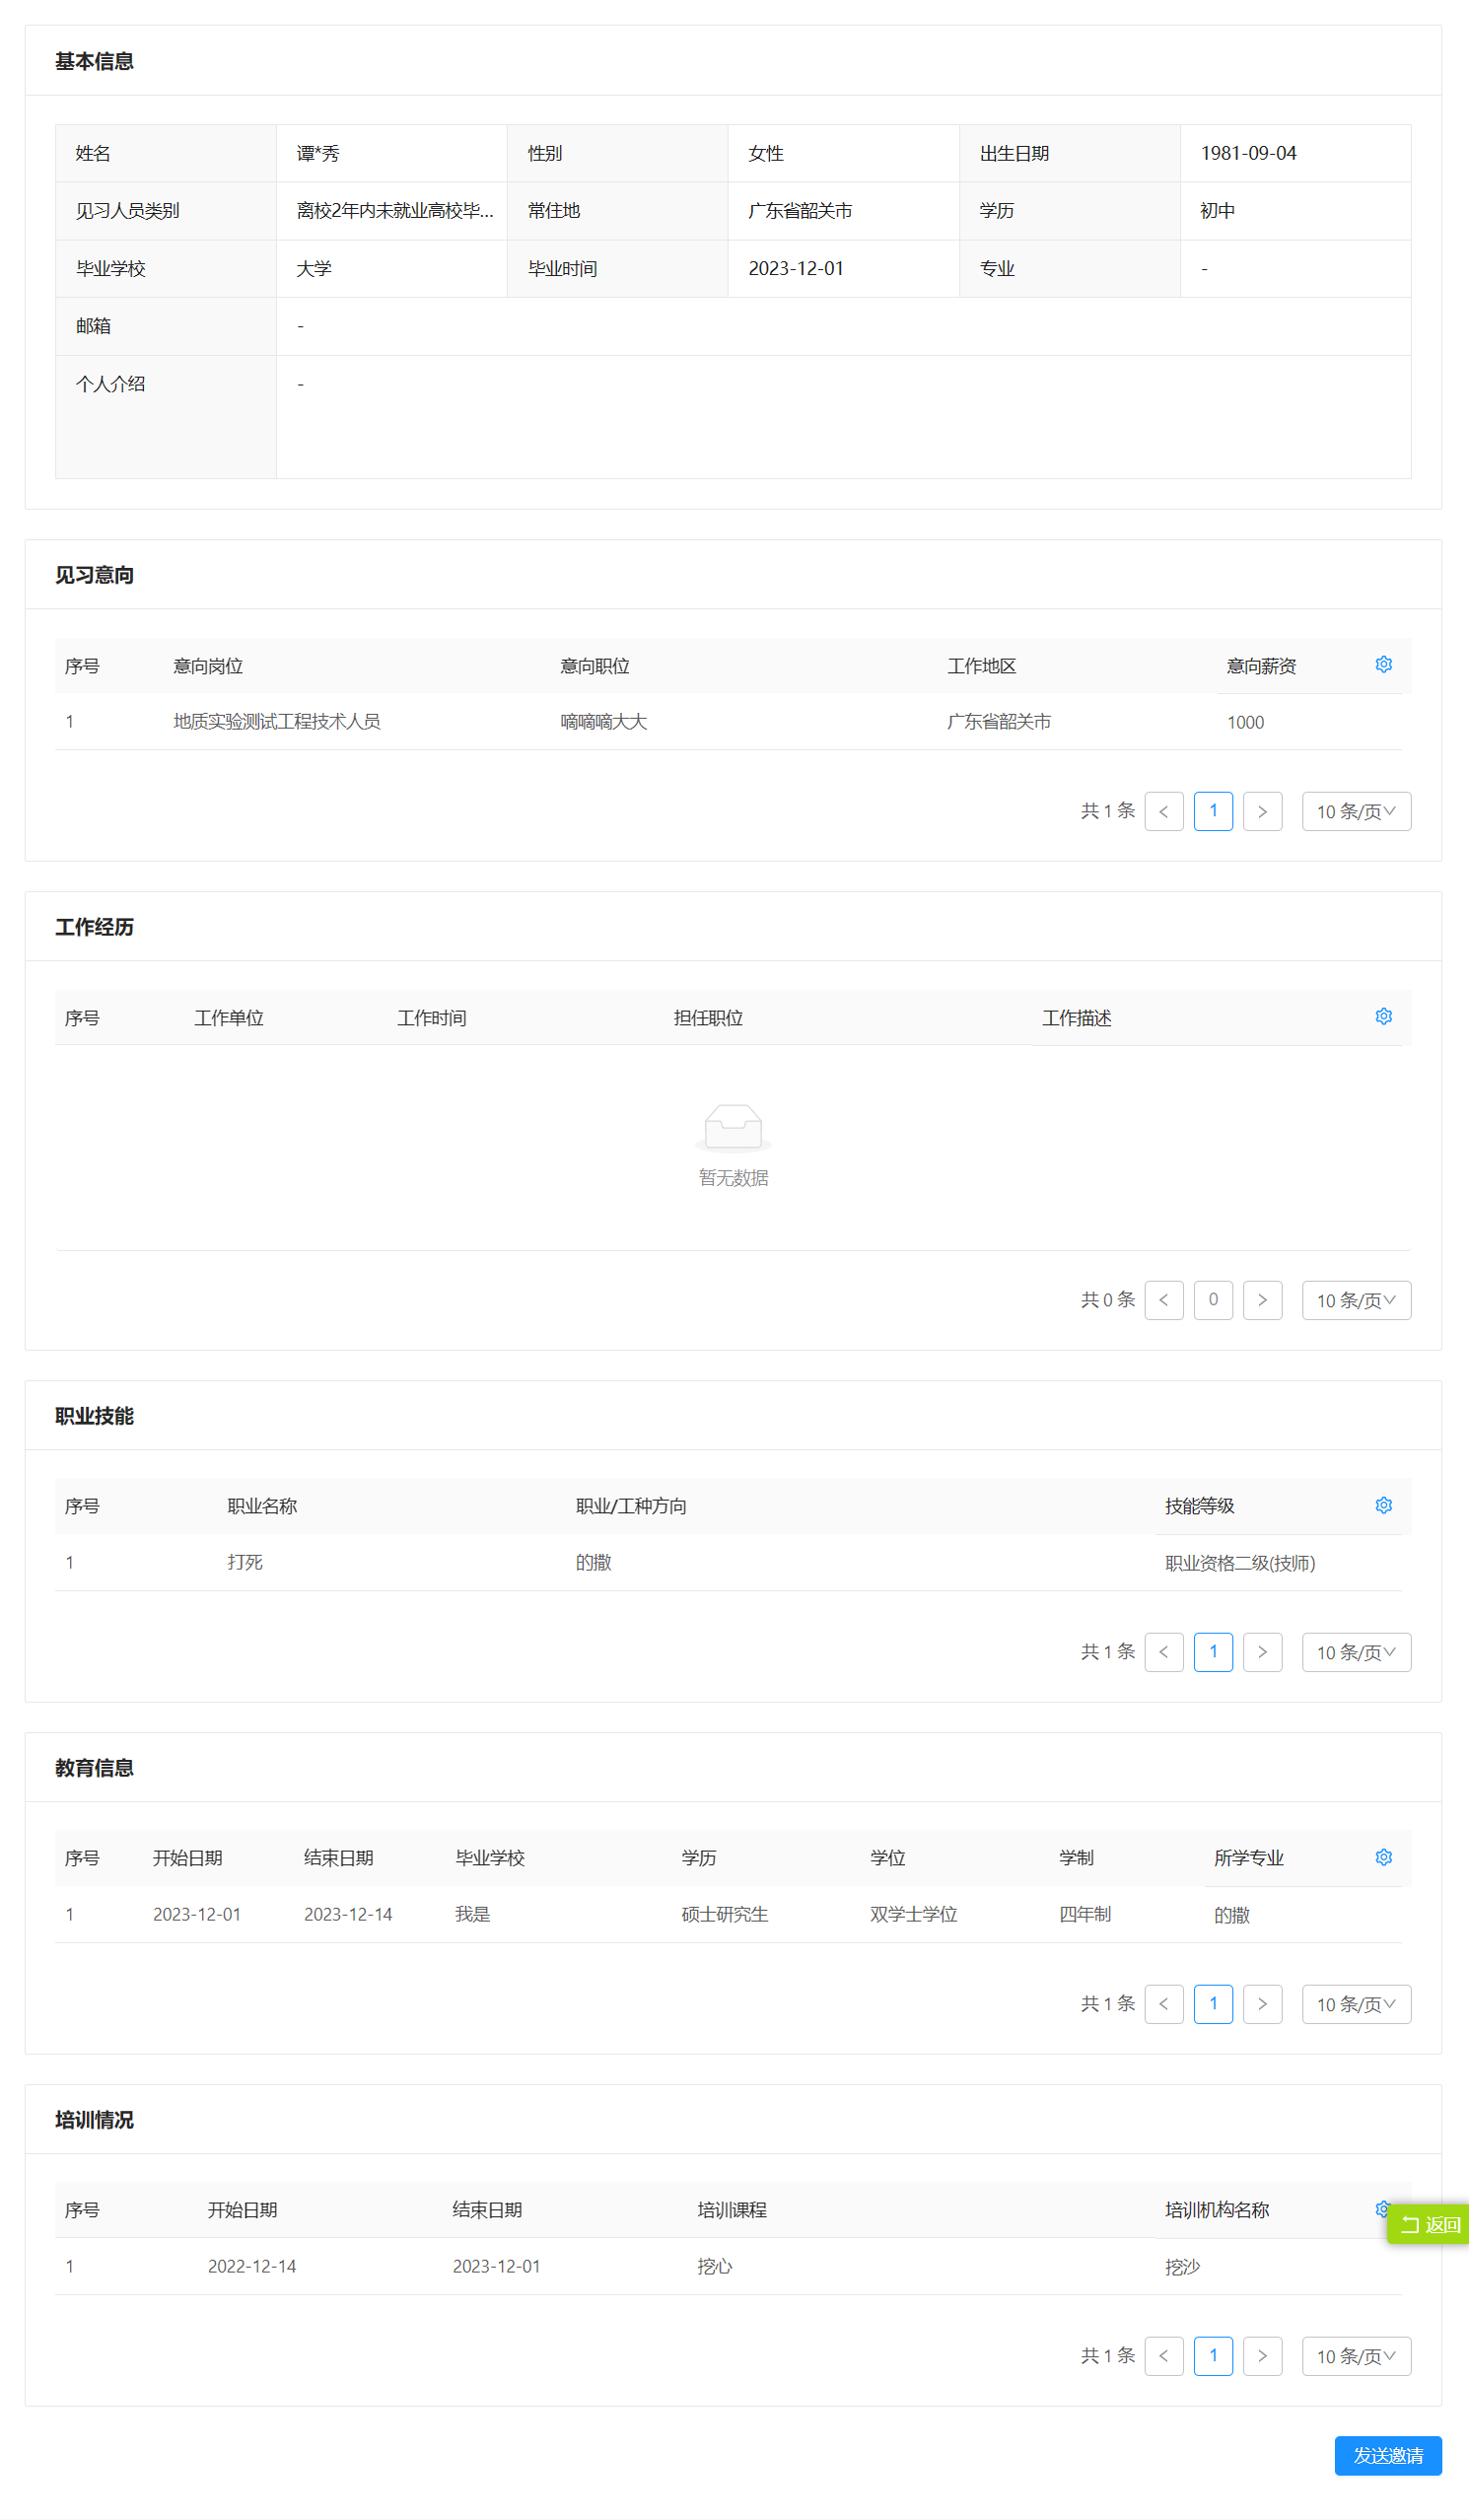 基本信息
姓名 谭*秀 性别 女性 出生日期 1981-09-04
见习人员类别 离校2年内未就业高校毕... 常住地 广东省韶关市 学历 初中
毕业学校 大学 毕业时间 2023-12-01 专业 -
邮箱 -
个人介绍 -
见习意向
序号 意向岗位 意向职位 工作地区 意向薪资
1 地质实验测试工程技术人员 嘀嘀嘀大大 广东省韶关市 1000
共 1 条 < 1 > 10 条/页
工作经历
序号 工作单位 工作时间 担任职位 工作描述
暂无数据
共 0 条 < 0 > 10 条/页
职业技能
序号 职业名称 职业/工种方向 技能等级
1 打死 的撒 职业资格二级(技师)
共 1 条 < 1 > 10 条/页
教育信息
序号 开始日期 结束日期 毕业学校 学历 学位 学制 所学专业
1 2023-12-01 2023-12-14 我是 硕士研究生 双学士学位 四年制 的撒
共 1 条 < 1 > 10 条/页
培训情况
序号 开始日期 结束日期 培训课程 培训机构名称
返回
1 2022-12-14 2023-12-01 挖心 挖沙
共 1 条 < 1 > 10 条/页
发送邀请